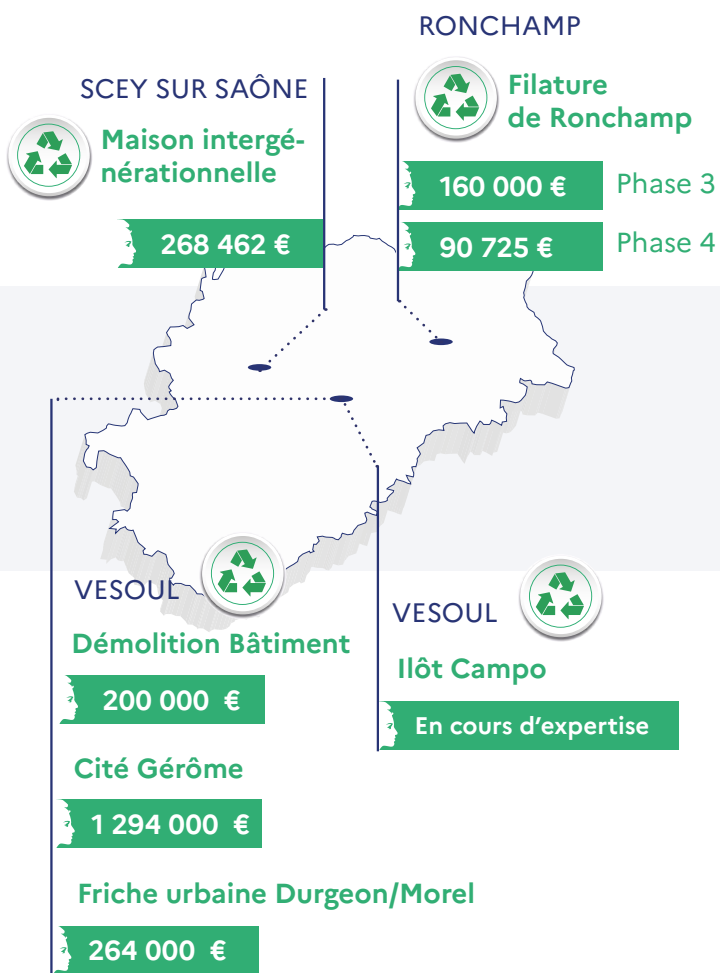 RONCHAMP
Filature
de Ronchamp
160 000 € Phase 3
90 725 € Phase 4
SCEY SUR SAÔNE
Maison intergé-
nérationnelle
268 462 €
VESOUL
Démolition Bâtiment
200 000 €
Cité Gérôme
1 294 000 €
Friche urbaine Durgeon/Morel
264 000 €
VESOUL
Ilôt Campo
En cours d’expertise